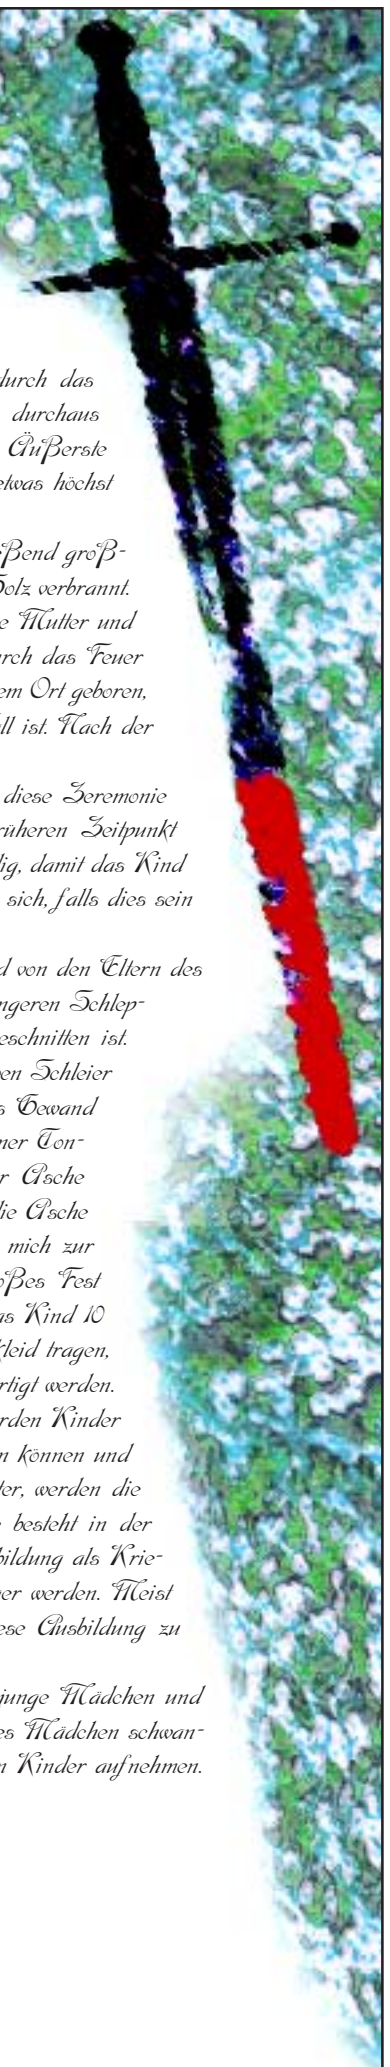 durch das
durchaus
Äußerste
etwas höchst
ßend groß-
Holz verbrannt.
e Mutter und
urch das Feuer
em Ort geboren,
ll ist. Nach der
diese Zeremonie
rüheren Zeitpunkt
dig, damit das Kind
sich, falls dies sein
d von den Eltern des
ngeren Schlep-
eschnitten ist.
en Schleier
s Gewand
ner Ton-
r Asche
die Asche
mich zur
oßes Fest
as Kind 10
kleid tragen,
rtigt werden.
rden Kinder
n können und
ter, werden die
besteht in der
bildung als Krie-
er werden. Meist
ese Ausbildung zu
junge Mädchen und
es Mädchen schwan-
n Kinder aufnehmen.